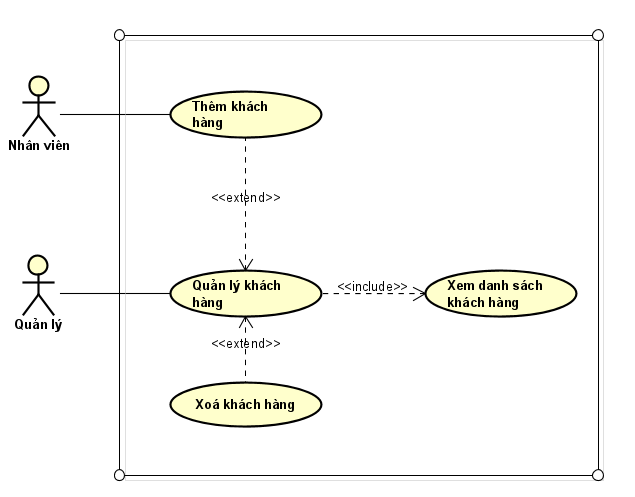 Thêm khách
hàng
Nhân viên
<<extend>>
Quản lý khách
hàng
<<include>>
Xem danh sách
khách hàng
Quản lý
<<extend>>
Xoá khách hàng